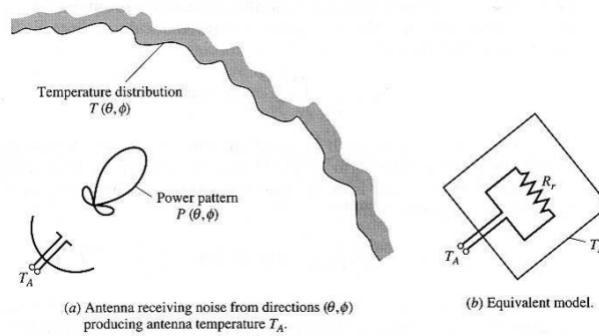 Temperature distribution
T (θ, ϕ)
Power pattern
P (θ, ϕ)
T_A
(a) Antenna receiving noise from directions (θ, ϕ)
producing antenna temperature T_A.
R_r
T_A
(b) Equivalent model.